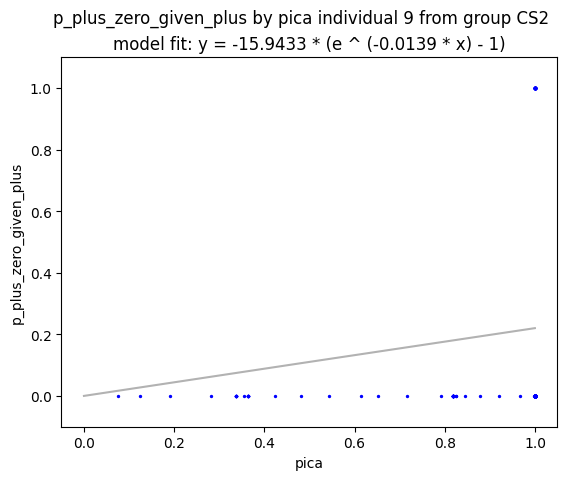 p_plus_zero_given_plus by pica individual 9 from group CS2
model fit: y = -15.9433 * (e ^ (-0.0139 * x) - 1)
p_plus_zero_given_plus
1.0
0.8
0.6
0.4
0.2
0.0
0.0 0.2 0.4 0.6 0.8 1.0
pica